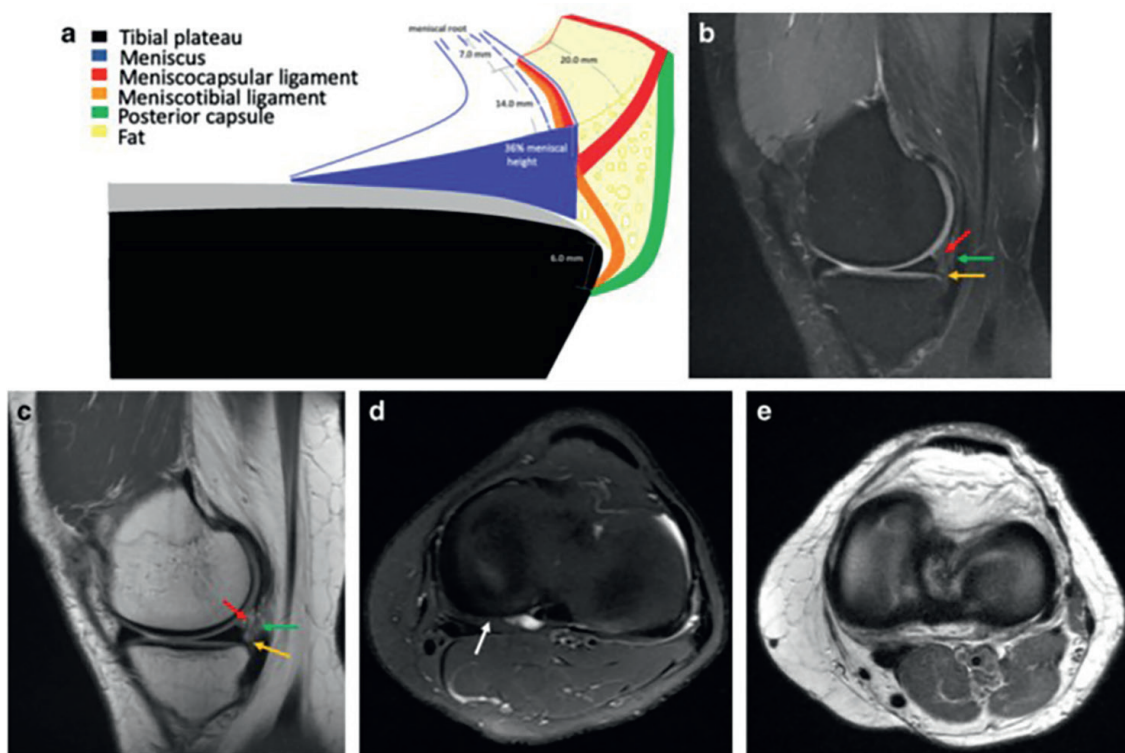 a
Tibial plateau
Meniscus
Meniscocapsular ligament
Meniscotibial ligament
Posterior capsule
Fat
meniscal root
7.0 mm
20.0 mm
14.0 mm
36% meniscal
height
6.0 mm
b
c
d
e